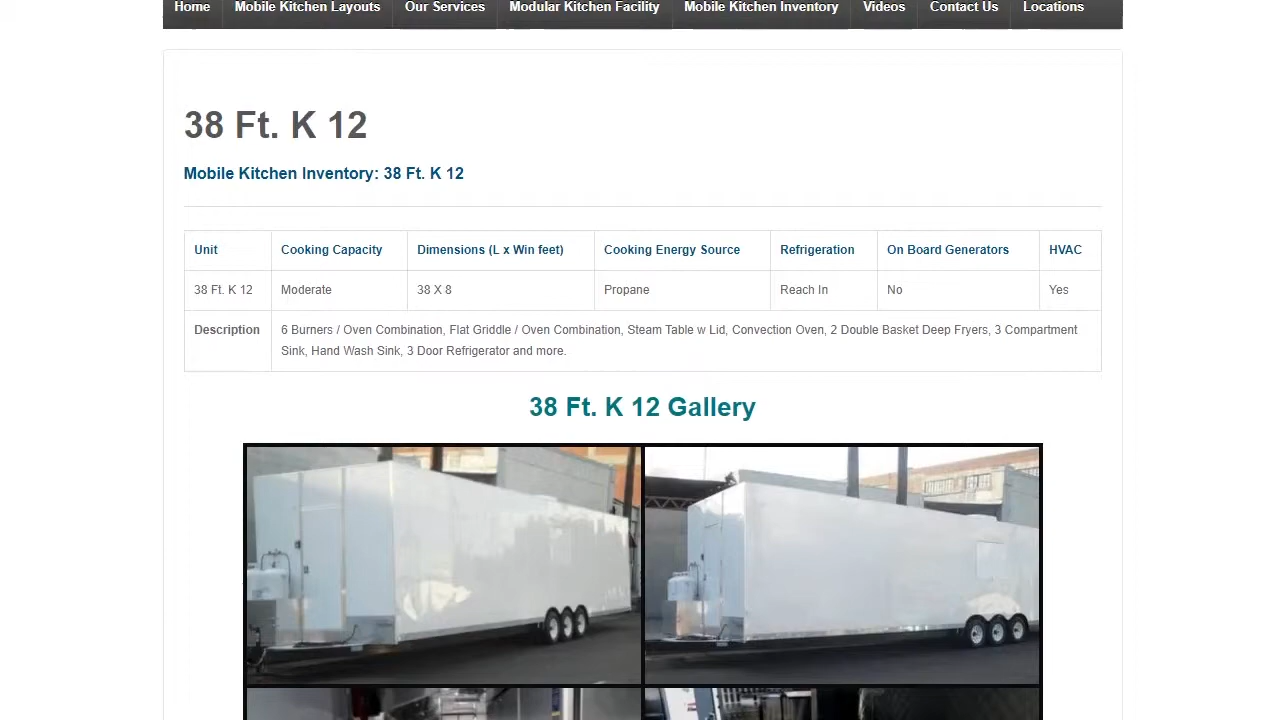 Home Mobile Kitchen Layouts Our Services Modular Kitchen Facility Mobile Kitchen Inventory Videos Contact Us Locations
38 Ft. K 12
Mobile Kitchen Inventory: 38 Ft. K 12
Unit Cooking Capacity Dimensions (L x Win feet) Cooking Energy Source Refrigeration On Board Generators HVAC
38 Ft. K 12 Moderate 38 X 8 Propane Reach In No Yes
Description 6 Burners / Oven Combination, Flat Griddle / Oven Combination, Steam Table w Lid, Convection Oven, 2 Double Basket Deep Fryers, 3 Compartment
Sink, Hand Wash Sink, 3 Door Refrigerator and more.
38 Ft. K 12 Gallery